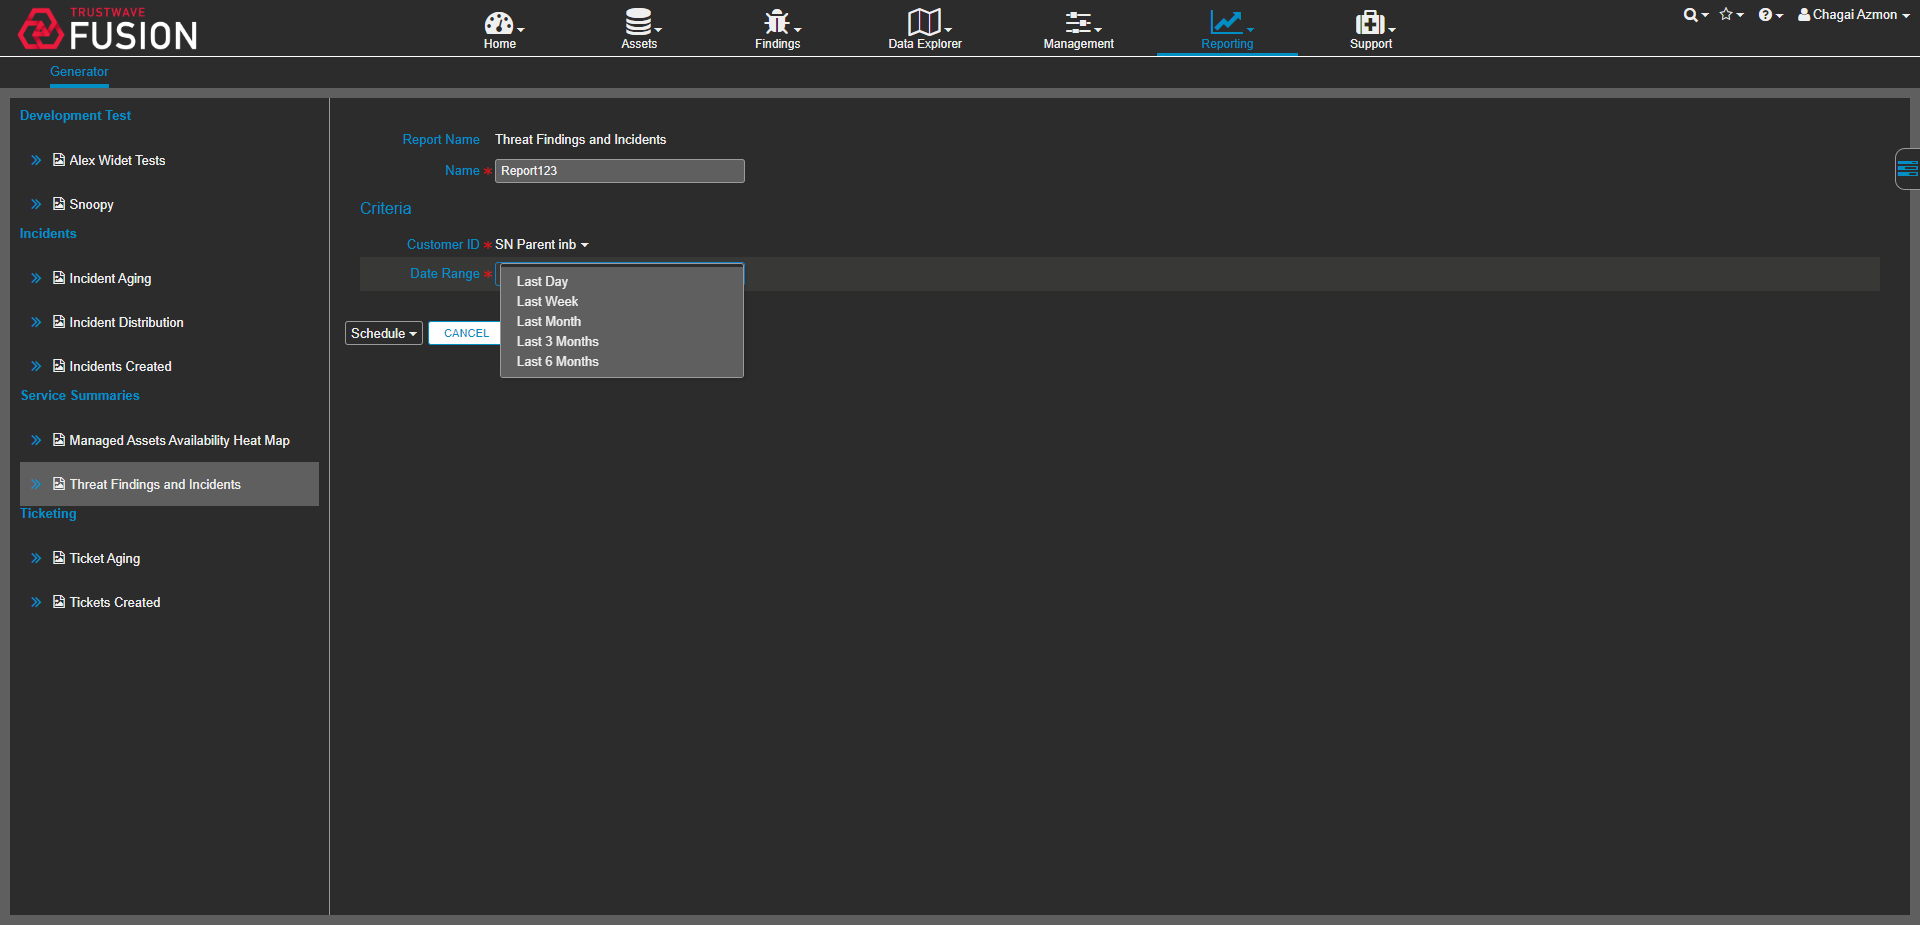 TRUSTWAVE
FUSION
Home
Assets
Findings
Data Explorer
Management
Reporting
Support
Chagai Azmon
Generator
Development Test
Alex Widet Tests
Snoopy
Incidents
Incident Aging
Incident Distribution
Incidents Created
Service Summaries
Managed Assets Availability Heat Map
Threat Findings and Incidents
Ticketing
Ticket Aging
Tickets Created
Report Name Threat Findings and Incidents
Name * Report123
Criteria
Customer ID * SN Parent inb
Date Range *
Last Day
Last Week
Last Month
Last 3 Months
Last 6 Months
Schedule CANCEL